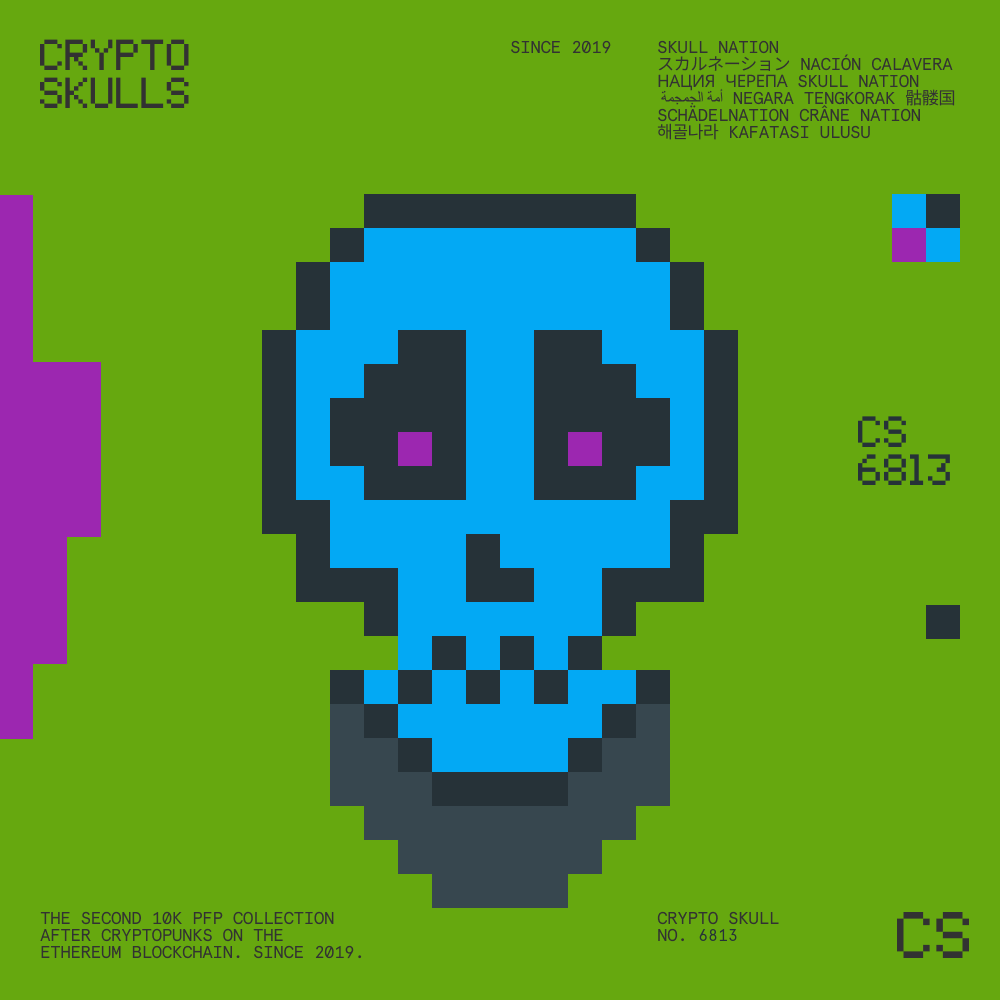 CRYPTO
SKULLS
SINCE 2019
SKULL NATION
スカルネーション NACIÓN CALAVERA
НАЦИЯ ЧЕРЕПА SKULL NATION
أمة الجمجمة NEGARA TENGKORAK 骷髅国
SCHÄDELNATION CRÂNE NATION
해골나라 KAFATASI ULUSU
CS
6813
THE SECOND 10K PFP COLLECTION
AFTER CRYPTOPUNKS ON THE
ETHEREUM BLOCKCHAIN. SINCE 2019.
CRYPTO SKULL
NO. 6813
CS